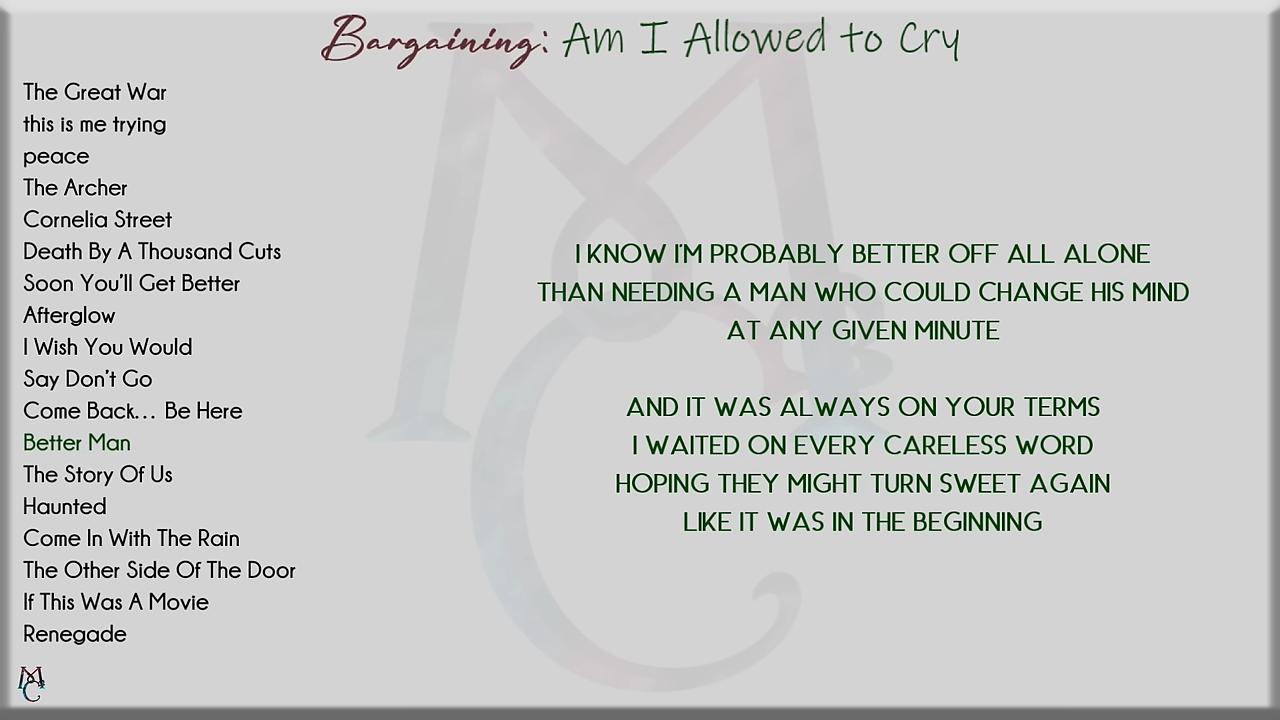 Bargaining: Am I Allowed to Cry
The Great War
this is me trying
peace
The Archer
Cornelia Street
Death By A Thousand Cuts
Soon You'll Get Better
Afterglow
I Wish You Would
Say Don't Go
Come Back... Be Here
Better Man
The Story Of Us
Haunted
Come In With The Rain
The Other Side Of The Door
If This Was A Movie
Renegade
I KNOW I'M PROBABLY BETTER OFF ALL ALONE
THAN NEEDING A MAN WHO COULD CHANGE HIS MIND
AT ANY GIVEN MINUTE
AND IT WAS ALWAYS ON YOUR TERMS
I WAITED ON EVERY CARELESS WORD
HOPING THEY MIGHT TURN SWEET AGAIN
LIKE IT WAS IN THE BEGINNING